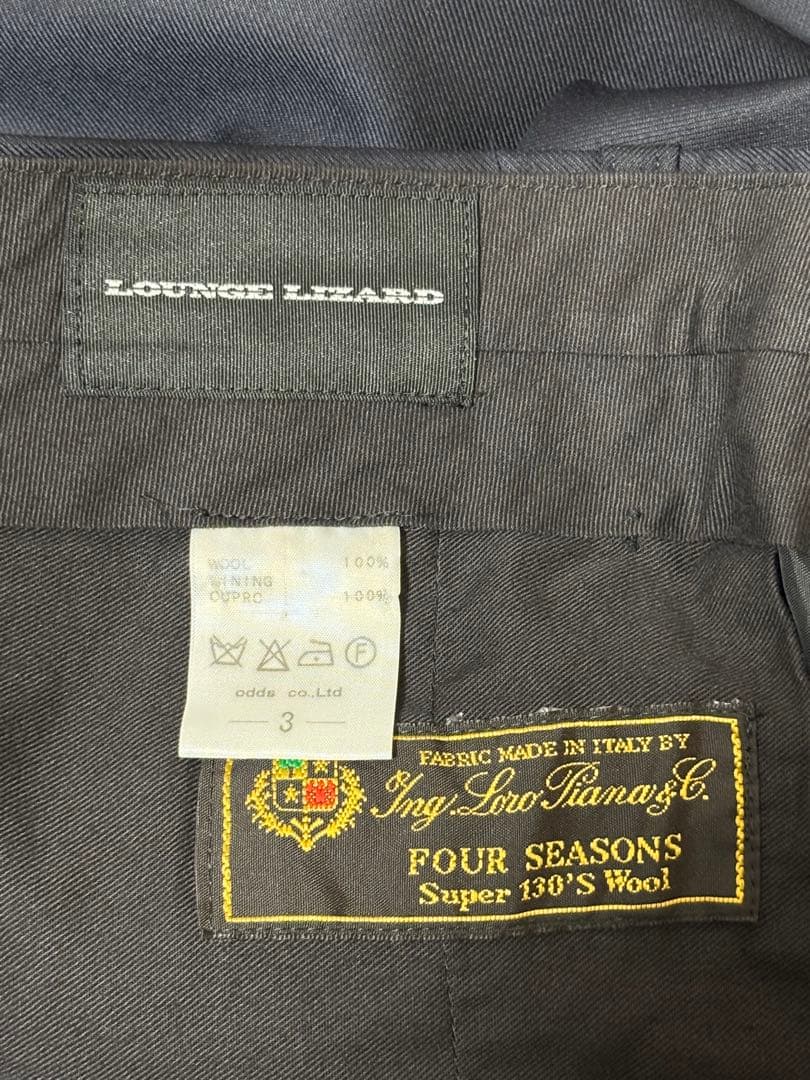 LOUNGE LIZARD
WOOL 100%
LINING
CUPRO 100%
F
odds co.,Ltd
— 3 —
FABRIC MADE IN ITALY BY
Ing. Loro Piana & C.
FOUR SEASONS
Super 130'S Wool